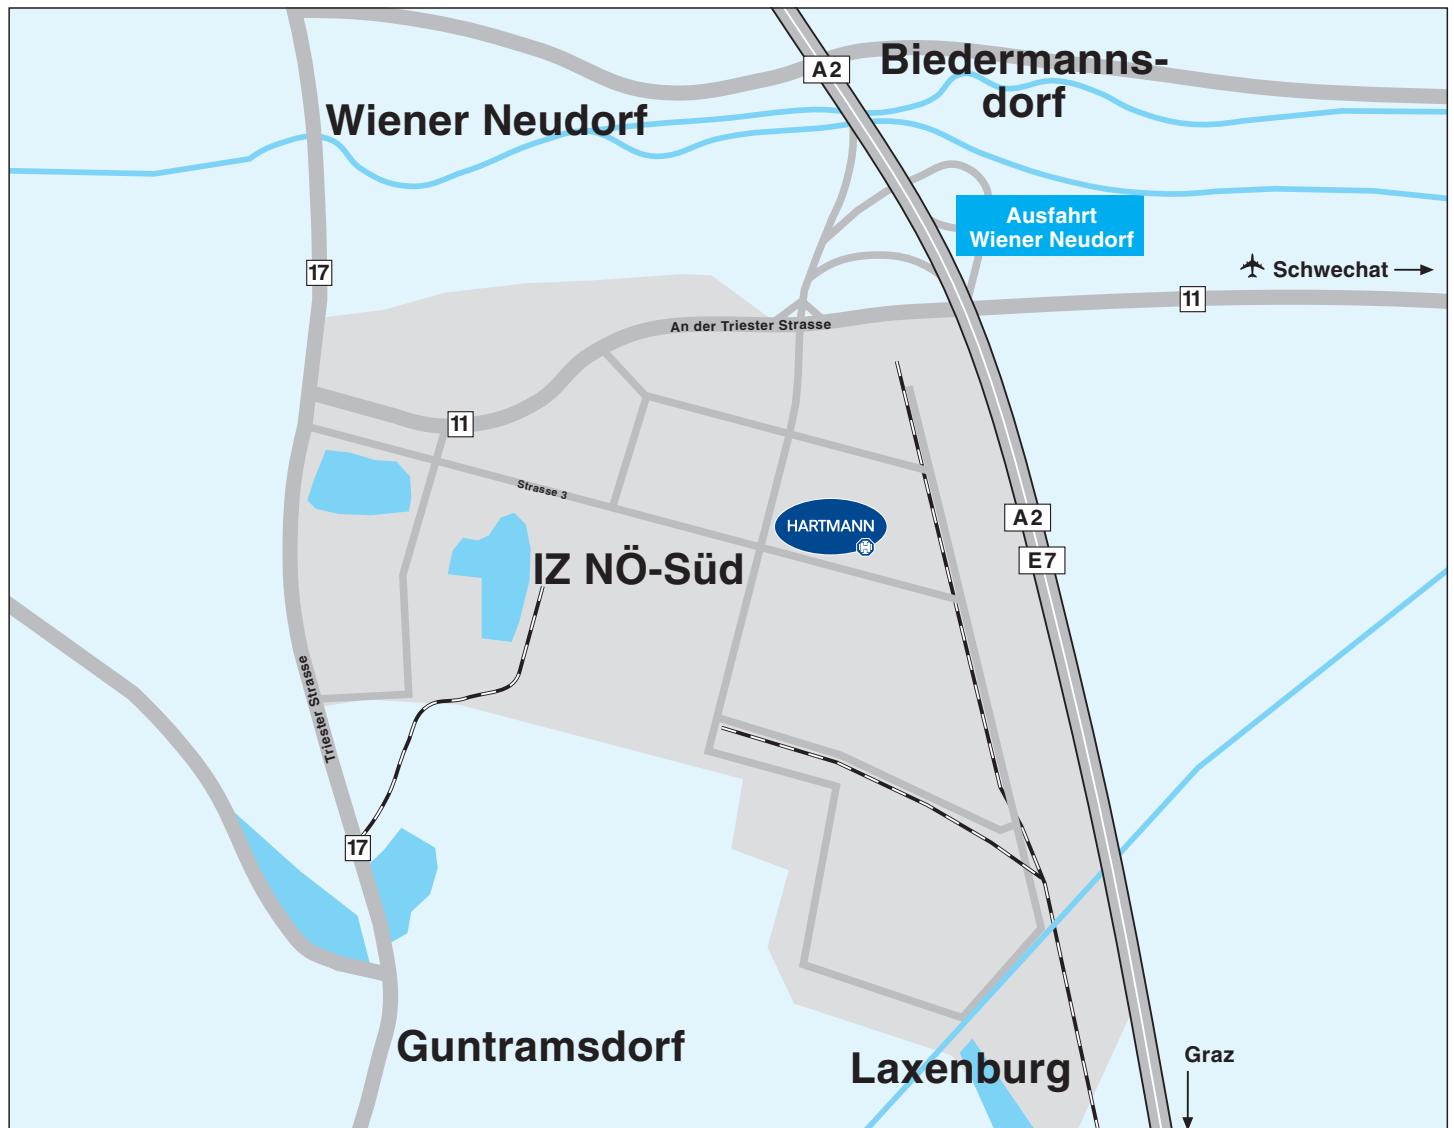 A2
Biedermanns-
dorf
Wiener Neudorf
Ausfahrt
Wiener Neudorf
17
Schwechat
11
An der Triester Strasse
11
Strasse 3
HARTMANN
A2
E7
IZ NÖ-Süd
Triester Strasse
17
Guntramsdorf
Laxenburg
Graz